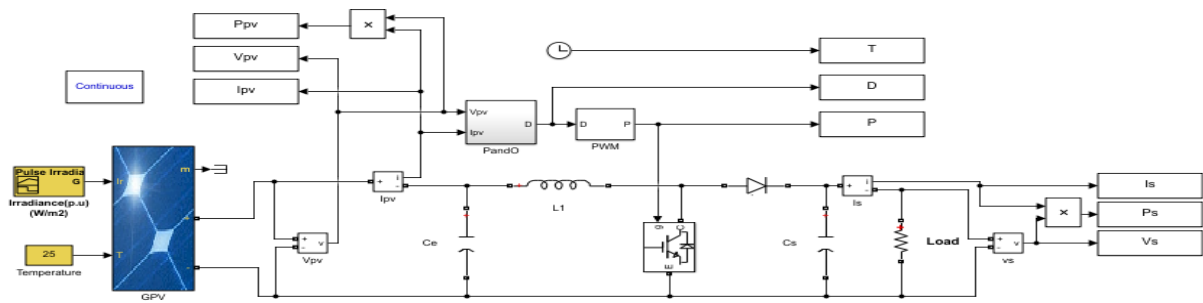 Ppv
×
Vpv
Ipv
T
D
P
Continuous
Vpv
Ipv
D
PandO
D
P
PWM
Pulse Irradia
G
Irradiance(p.u)
(W/m2)
25
Temperature
Ir
T
m
+
-
GPV
+
-
i
Ipv
+
-
v
Vpv
Ce
+
L1
g
C
E
+
Cs
+
-
i
Is
Load
+
-
v
vs
×
Is
Ps
Vs